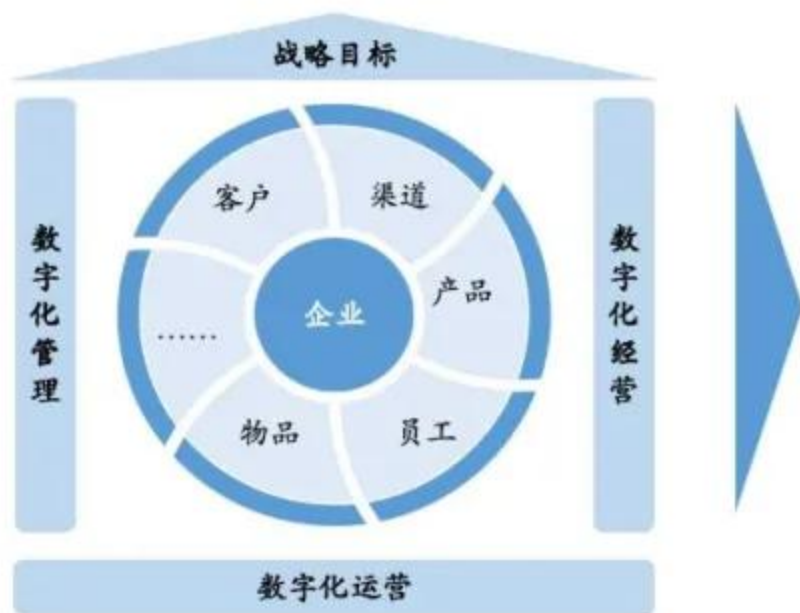 战略目标
数字化管理
客户
渠道
数字化经营
产品
企业
……
物品
员工
数字化运营